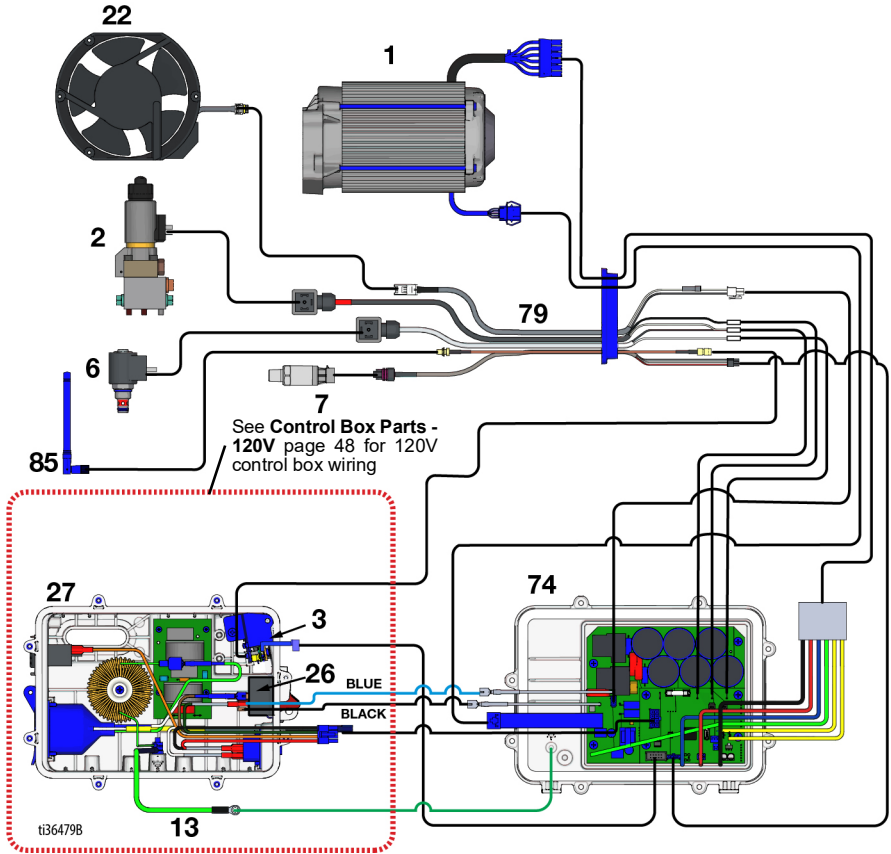 22
1
2
79
6
7
85
See Control Box Parts -
120V page 48 for 120V
control box wiring
27
3
74
26
BLUE
BLACK
13
ti36479B